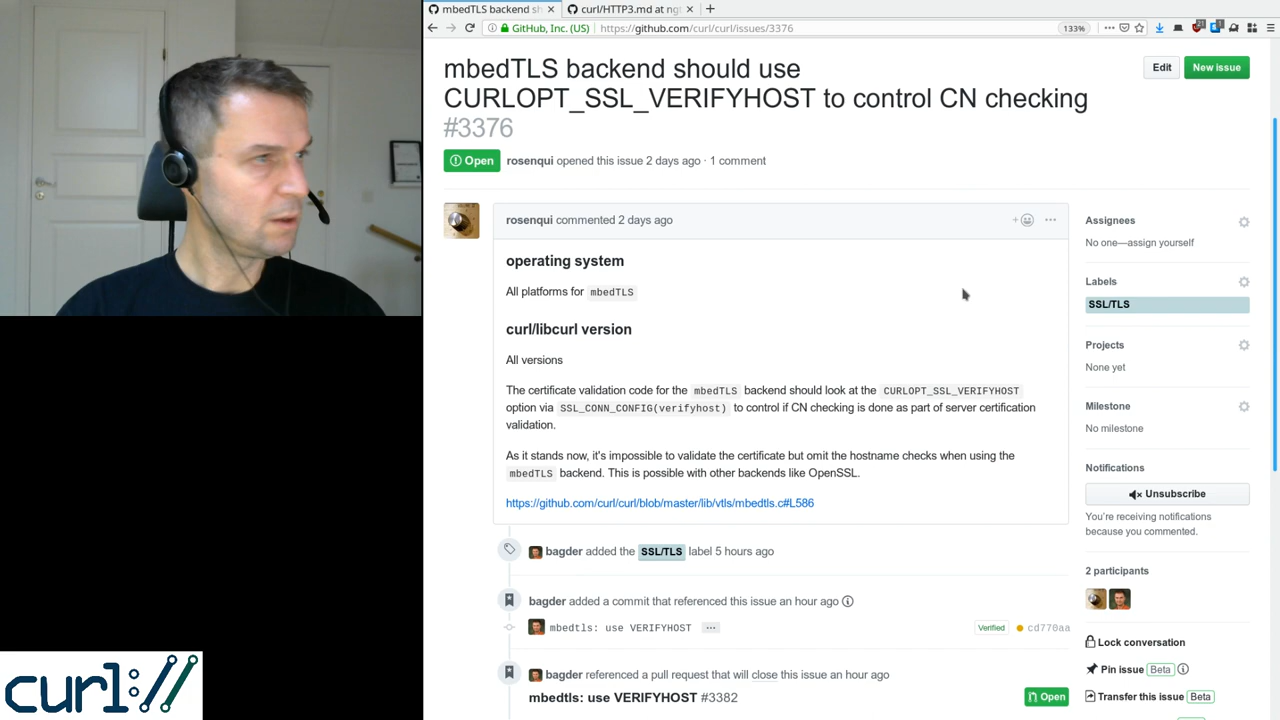 mbedTLS backend sh
curl/HTTP3.md at ng
GitHub, Inc. (US)
https://github.com/curl/curl/issues/3376
133%
mbedTLS backend should use
CURLOPT_SSL_VERIFYHOST to control CN checking
#3376
Edit
New issue
Open
rosenqui opened this issue 2 days ago · 1 comment
rosenqui commented 2 days ago
operating system
All platforms for mbedTLS
curl/libcurl version
All versions
The certificate validation code for the mbedTLS backend should look at the CURLOPT_SSL_VERIFYHOST
option via SSL_CONN_CONFIG(verifyhost) to control if CN checking is done as part of server certification
validation.
As it stands now, it's impossible to validate the certificate but omit the hostname checks when using the
mbedTLS backend. This is possible with other backends like OpenSSL.
https://github.com/curl/curl/blob/master/lib/vtls/mbedtls.c#L586
bagder added the SSL/TLS label 5 hours ago
bagder added a commit that referenced this issue an hour ago
mbedtls: use VERIFYHOST
Verified
cd770aa
bagder referenced a pull request that will close this issue an hour ago
mbedtls: use VERIFYHOST #3382
Open
Assignees
No one—assign yourself
Labels
SSL/TLS
Projects
None yet
Milestone
No milestone
Notifications
Unsubscribe
You're receiving notifications
because you commented.
2 participants
Lock conversation
Pin issue Beta
Transfer this issue Beta
curl://